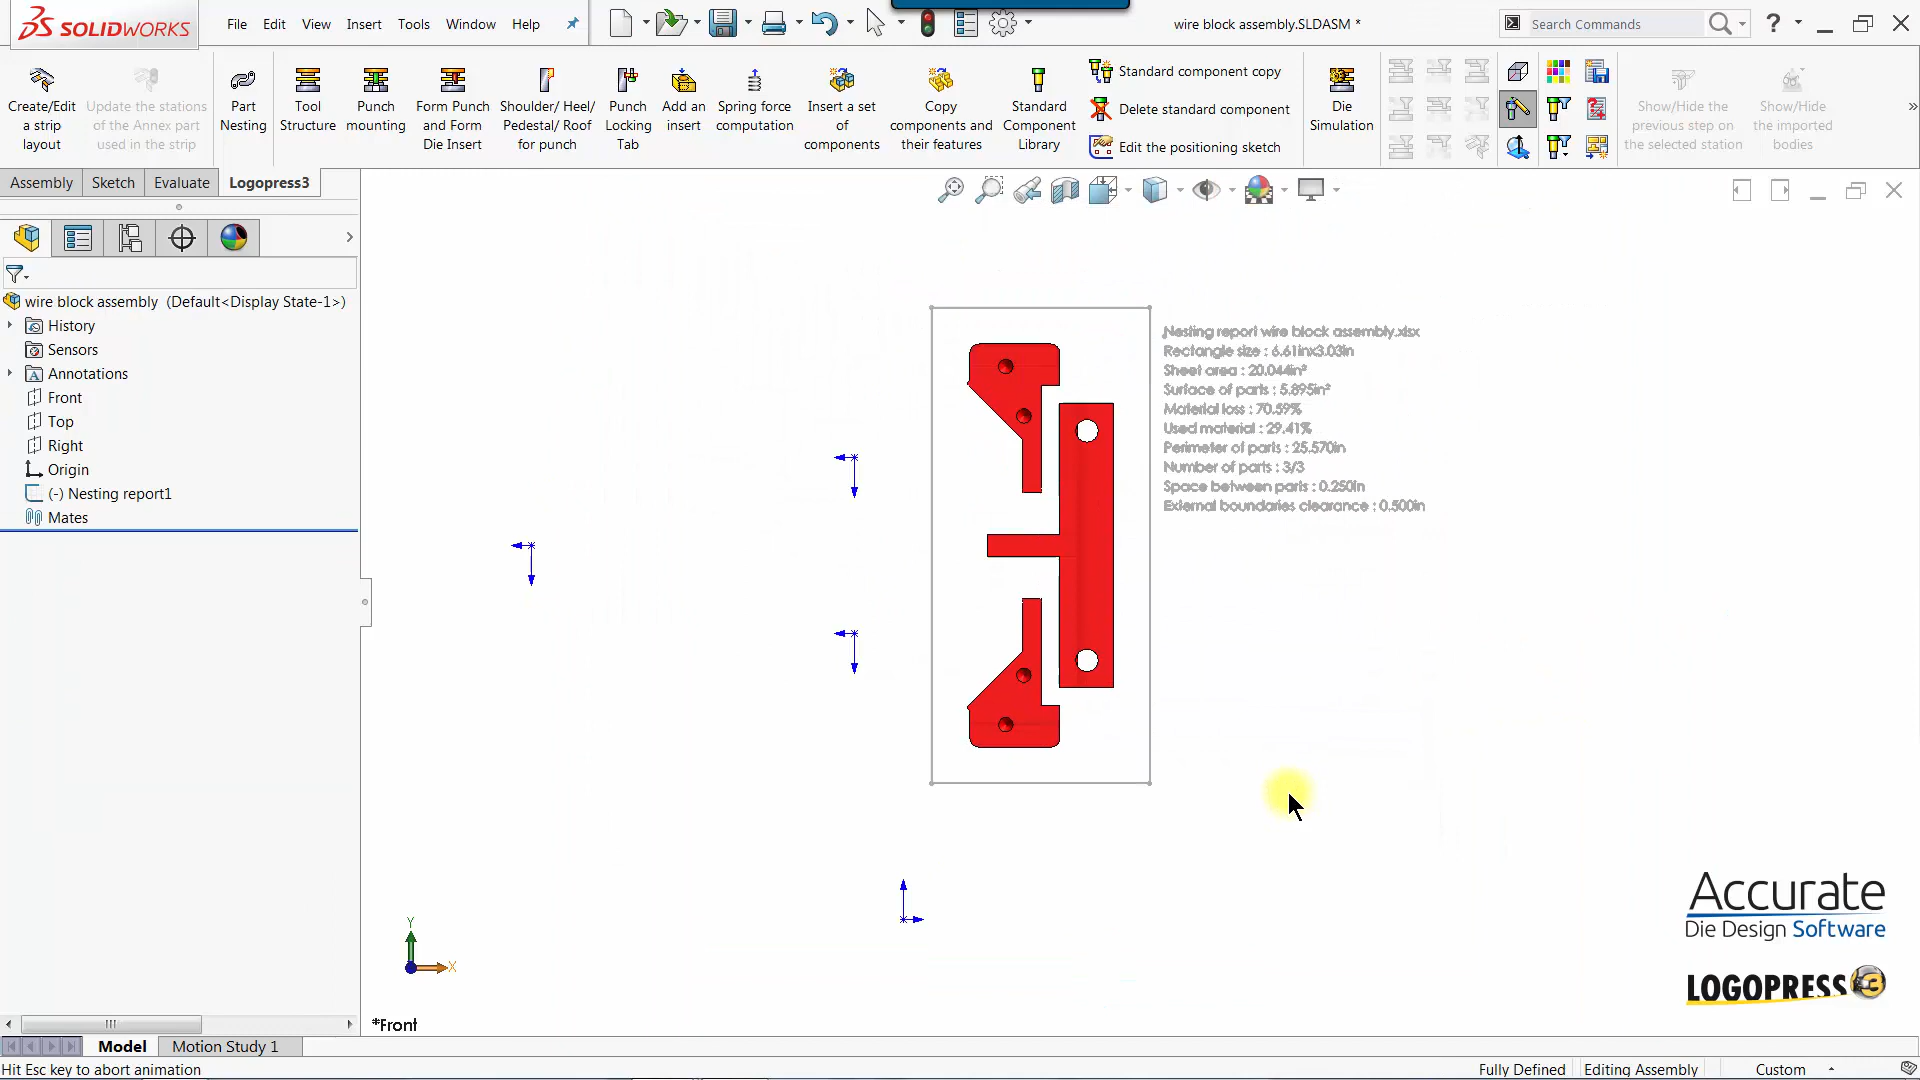 SOLIDWORKS
File Edit View Insert Tools Window Help
wire block assembly.SLDASM *
Search Commands
Create/Edit
a strip
layout
Update the stations
of the Annex part
used in the strip
Part
Nesting
Tool
Structure
Punch
mounting
Form Punch
and Form
Die Insert
Shoulder/ Heel/
Pedestal/ Roof
for punch
Punch
Locking
Tab
Add an
insert
Spring force
computation
Insert a set
of
components
Copy
components and
their features
Standard
Component
Library
Standard component copy
Delete standard component
Edit the positioning sketch
Die
Simulation
Show/Hide the
previous step on
the selected station
Show/Hide
the imported
bodies
Assembly Sketch Evaluate Logopress3
wire block assembly (Default<Display State-1>)
History
Sensors
Annotations
Front
Top
Right
Origin
(-) Nesting report1
Mates
Nesting report wire block assembly.xlsx
Rectangle size : 6.61inx3.03in
Sheet area : 20.044in²
Surface of parts : 5.895in²
Material loss : 70.59%
Used material : 29.41%
Perimeter of parts : 25.570in
Number of parts : 3/3
Space between parts : 0.250in
External boundaries clearance : 0.500in
Accurate
Die Design Software
LOGOPRESS 3
Y
X
*Front
Model Motion Study 1
Hit Esc key to abort animation
Fully Defined Editing Assembly Custom